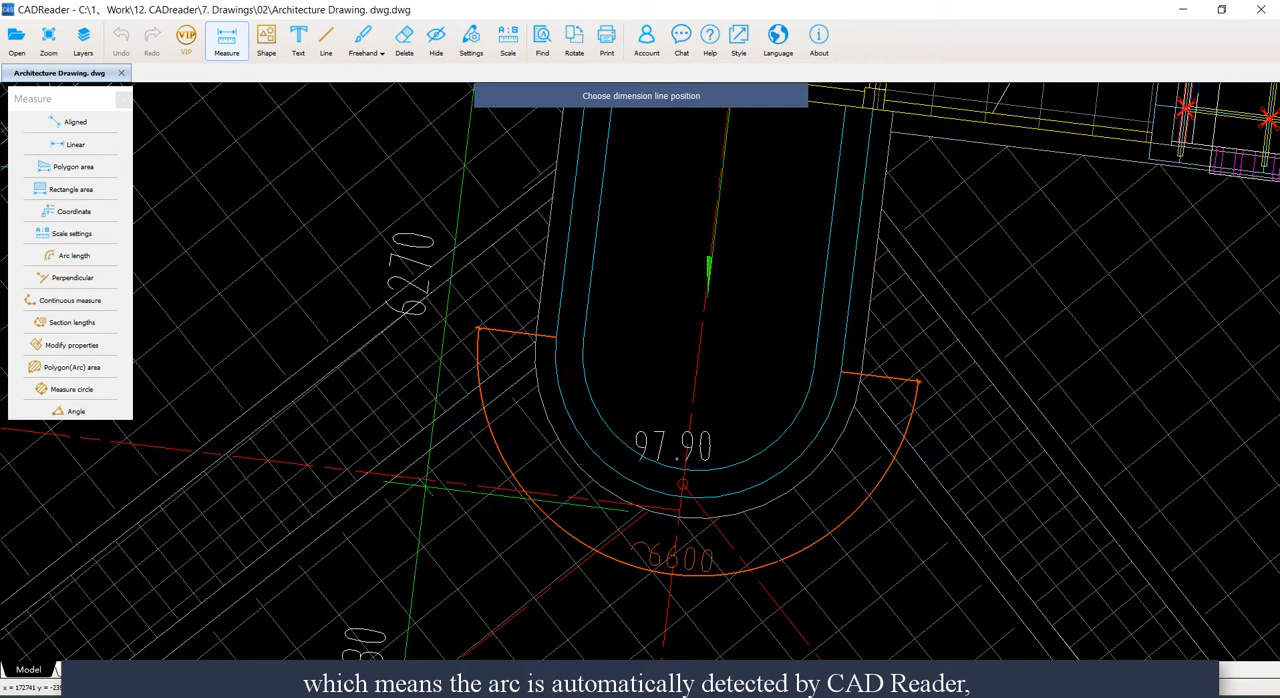 CADReader - C:\1、Work\12. CADreader\7. Drawings\02\Architecture Drawing. dwg.dwg
Open Zoom Layers Undo Redo VIP Measure Shape Text Line Freehand Delete Hide Settings Scale Find Rotate Print Account Chat Help Style Language About
Architecture Drawing. dwg
Measure
Choose dimension line position
Aligned
Linear
Polygon area
Rectangle area
Coordinate
Scale settings
Arc length
Perpendicular
Continuous measure
Section lengths
Modify properties
Polygon(Arc) area
Measure circle
Angle
6270
97.90
6600
Model
which means the arc is automatically detected by CAD Reader,